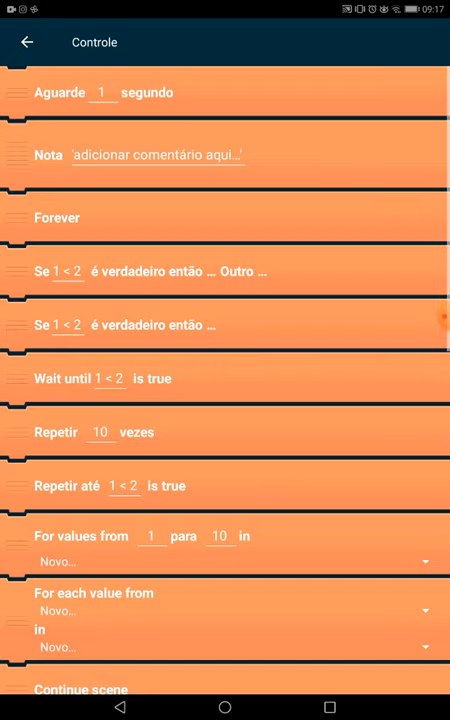 09:17
Controle
Aguarde 1 segundo
Nota 'adicionar comentário aqui...'
Forever
Se 1 < 2 é verdadeiro então ... Outro ...
Se 1 < 2 é verdadeiro então ...
Wait until 1 < 2 is true
Repetir 10 vezes
Repetir até 1 < 2 is true
For values from 1 para 10 in
Novo...
For each value from
Novo...
in
Novo...
Continue scene